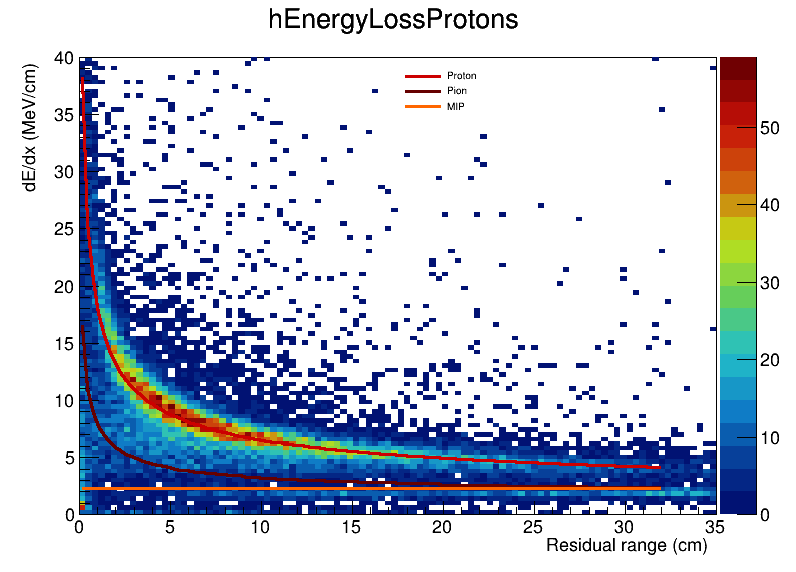 hEnergyLossProtons
dE/dx (MeV/cm)
40
35
30
25
20
15
10
5
0
Proton
Pion
MIP
50
40
30
20
10
0
0 5 10 15 20 25 30 35
Residual range (cm)